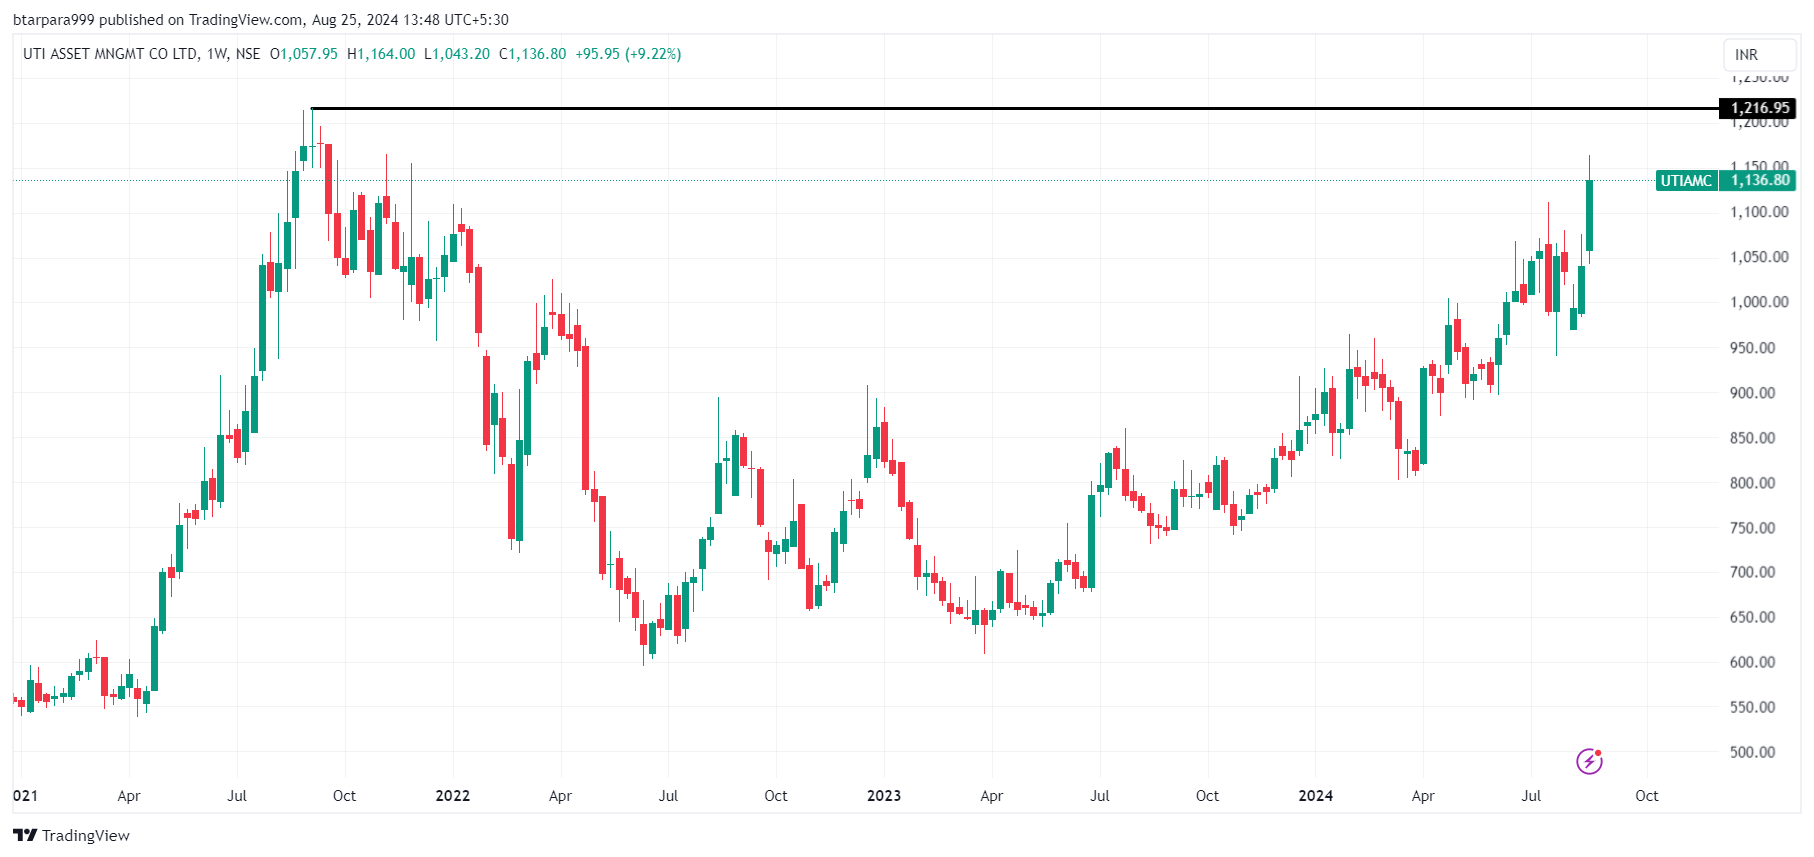 btarpara999 published on TradingView.com, Aug 25, 2024 13:48 UTC+5:30
UTI ASSET MNGMT CO LTD, 1W, NSE O1,057.95 H1,164.00 L1,043.20 C1,136.80 +95.95 (+9.22%)
INR
1,250.00
1,216.95
1,200.00
1,150.00
UTIAMC 1,136.80
1,100.00
1,050.00
1,000.00
950.00
900.00
850.00
800.00
750.00
700.00
650.00
600.00
550.00
500.00
021 Apr Jul Oct 2022 Apr Jul Oct 2023 Apr Jul Oct 2024 Apr Jul Oct
TradingView